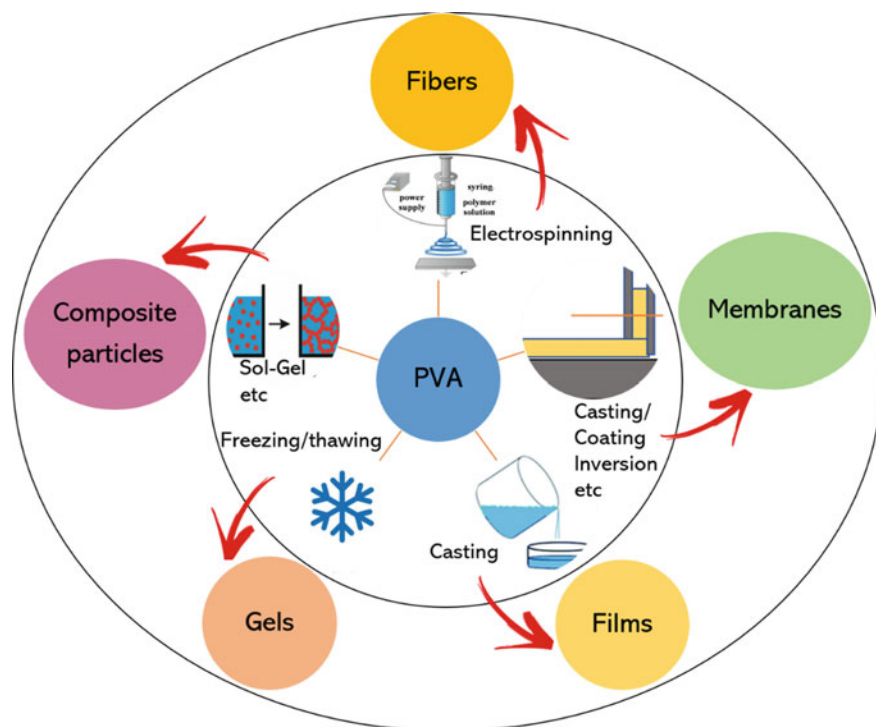 Fibers
power
supply
syring.
polymer
solution
Electrospinning
Composite
particles
Sol-Gel
etc
PVA
Membranes
Casting/
Coating
Inversion
etc
Freezing/thawing
Casting
Gels
Films